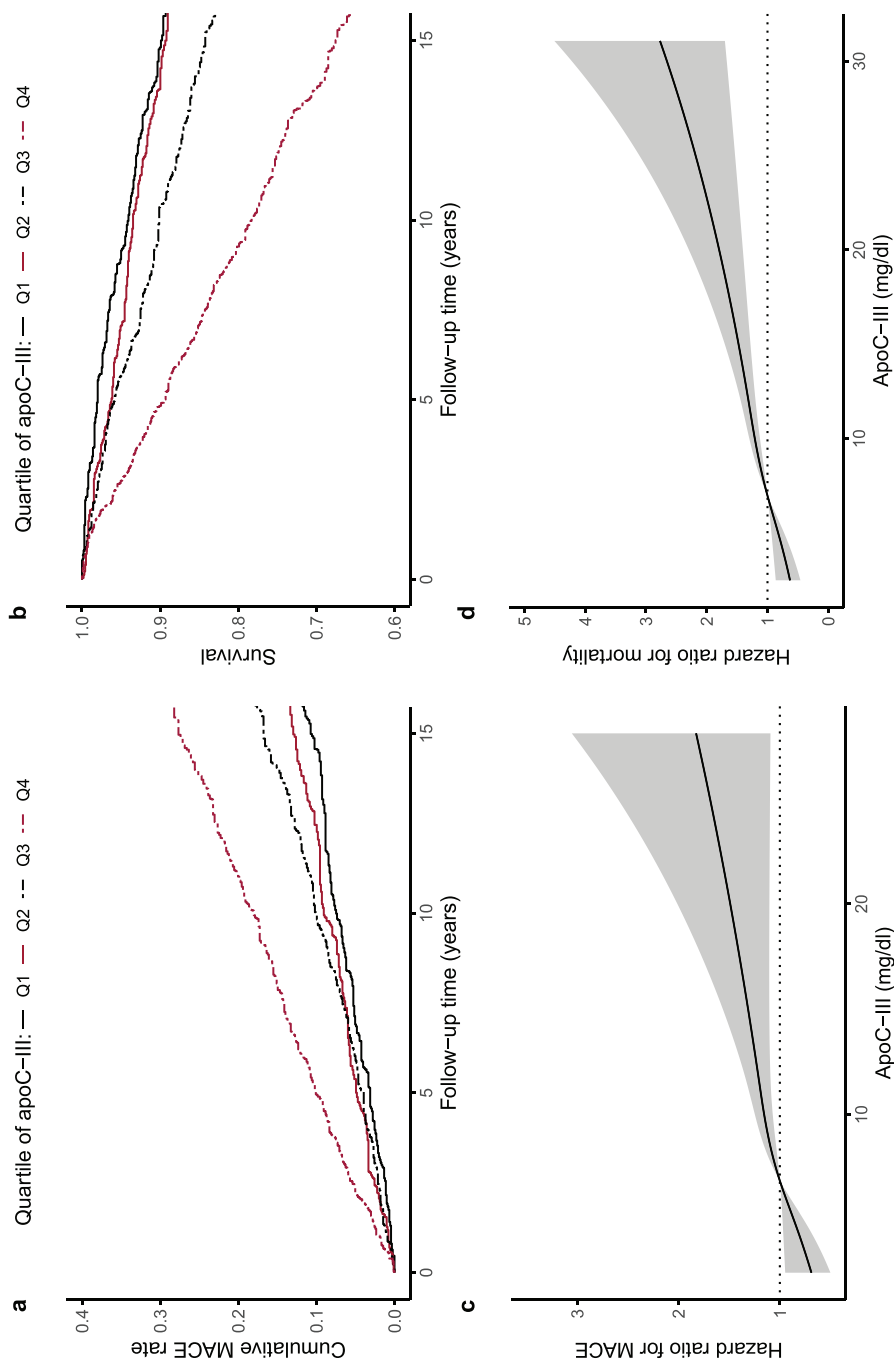 a
Quartile of apoC−III: Q1 Q2 Q3 Q4
Cumulative MACE rate
0.4
0.3
0.2
0.1
0.0
0 5 10 15
Follow−up time (years)
b
Quartile of apoC−III: Q1 Q2 Q3 Q4
Survival
1.0
0.9
0.8
0.7
0.6
0 5 10 15
Follow−up time (years)
c
Hazard ratio for MACE
3
2
1
10 20
ApoC−III (mg/dl)
d
Hazard ratio for mortality
5
4
3
2
1
0
10 20 30
ApoC−III (mg/dl)